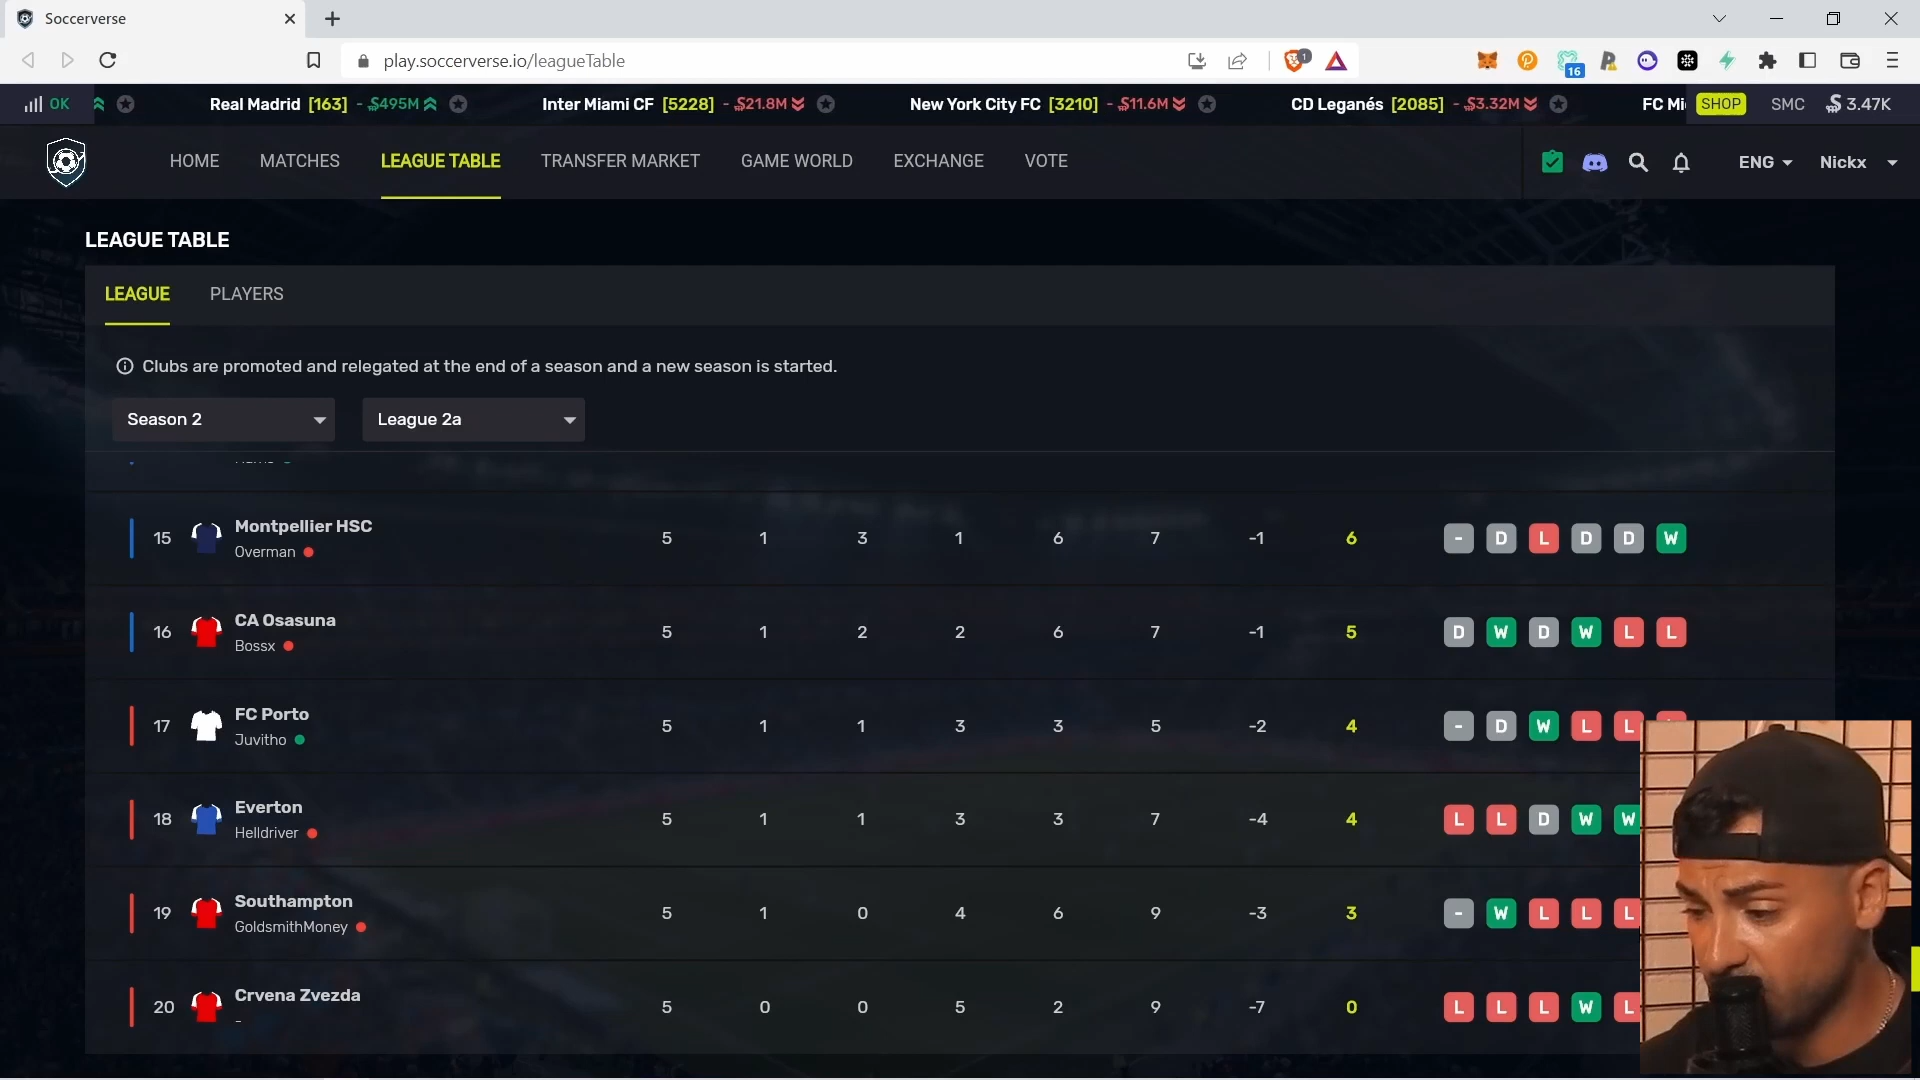 Soccerverse
play.soccerverse.io/leagueTable
1
16
OK
Real Madrid [163] - $495M
Inter Miami CF [5228] - $21.8M
New York City FC [3210] - $11.6M
CD Leganés [2085] - $3.32M
FC Mi
SHOP
SMC
$ 3.47K
HOME
MATCHES
LEAGUE TABLE
TRANSFER MARKET
GAME WORLD
EXCHANGE
VOTE
ENG
Nickx
LEAGUE TABLE
LEAGUE
PLAYERS
Clubs are promoted and relegated at the end of a season and a new season is started.
Season 2
League 2a
15 Montpellier HSC 5 1 3 1 6 7 -1 6 - D L D D W
Overman
16 CA Osasuna 5 1 2 2 6 7 -1 5 D W D W L L
Bossx
17 FC Porto 5 1 1 3 3 5 -2 4 - D W L L
Juvitho
18 Everton 5 1 1 3 3 7 -4 4 L L D W W
Helldriver
19 Southampton 5 1 0 4 6 9 -3 3 - W L L L
GoldsmithMoney
20 Crvena Zvezda 5 0 0 5 2 9 -7 0 L L L W L
-